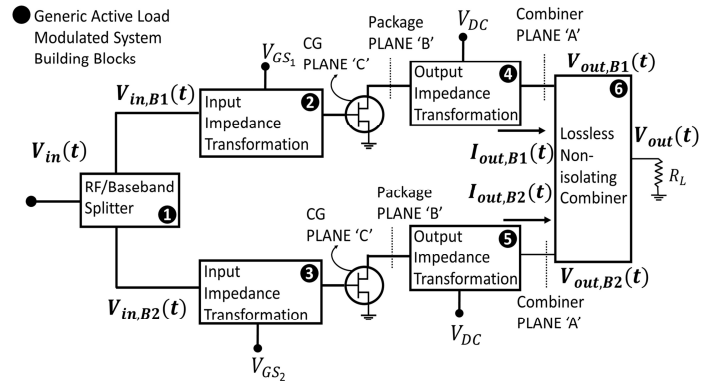 Generic Active Load
Modulated System
Building Blocks
V_in(t)
RF/Baseband
Splitter
1
V_in,B1(t)
V_GS1
Input
Impedance
Transformation
2
CG
PLANE 'C'
Package
PLANE 'B'
V_DC
Output
Impedance
Transformation
4
Combiner
PLANE 'A'
V_out,B1(t)
I_out,B1(t)
6
Lossless
Non-
isolating
Combiner
V_out(t)
R_L
V_in,B2(t)
Input
Impedance
Transformation
3
V_GS2
CG
PLANE 'C'
Package
PLANE 'B'
Output
Impedance
Transformation
5
V_DC
I_out,B2(t)
V_out,B2(t)
Combiner
PLANE 'A'